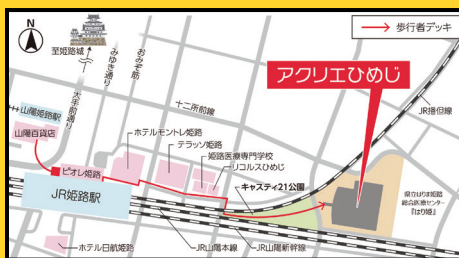 歩行者デッキ
N
至姫路城
みゆき通り
おみぞ筋
大手前通り
十二所前線
アクリエひめじ
JR播但線
山陽姫路駅
山陽百貨店
ホテルモントレ姫路
テラッソ姫路
姫路医療専門学校
リコルスひめじ
ピオレ姫路
キャスティ21公園
JR姫路駅
県立はりま姫路
総合医療センター
『はり姫』
ホテル日航姫路
JR山陽本線
JR山陽新幹線